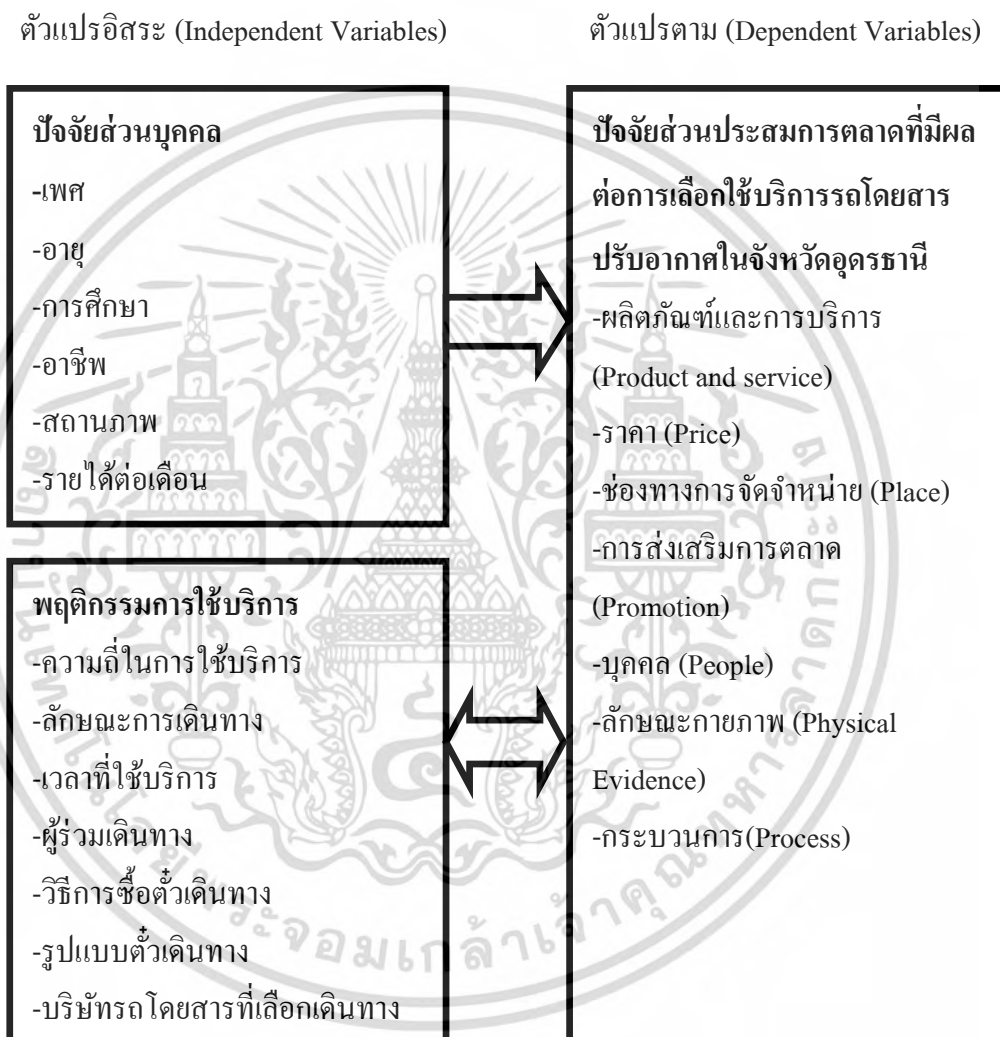 ตัวแปรอิสระ (Independent Variables)
ตัวแปรตาม (Dependent Variables)
ปัจจัยส่วนบุคคล
-เพศ
-อายุ
-การศึกษา
-อาชีพ
-สถานภาพ
-รายได้ต่อเดือน
พฤติกรรมการใช้บริการ
-ความถี่ในการใช้บริการ
-ลักษณะการเดินทาง
-เวลาที่ใช้บริการ
-ผู้ร่วมเดินทาง
-วิธีการซื้อตั๋วเดินทาง
-รูปแบบตั๋วเดินทาง
-บริษัทรถโดยสารที่เลือกเดินทาง
ปัจจัยส่วนประสมการตลาดที่มีผล
ต่อการเลือกใช้บริการรถโดยสาร
ปรับอากาศในจังหวัดอุดรธานี
-ผลิตภัณฑ์และการบริการ
(Product and service)
-ราคา (Price)
-ช่องทางการจัดจำหน่าย (Place)
-การส่งเสริมการตลาด
(Promotion)
-บุคคล (People)
-ลักษณะกายภาพ (Physical
Evidence)
-กระบวนการ(Process)